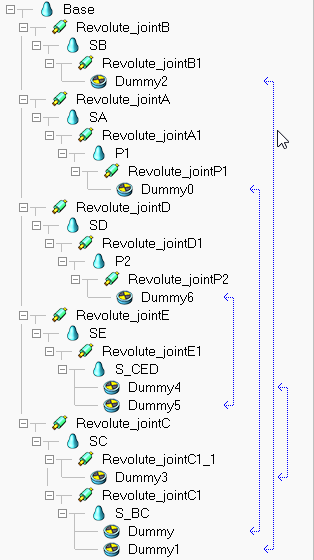 Base
Revolute_jointB
SB
Revolute_jointB1
Dummy2
Revolute_jointA
SA
Revolute_jointA1
P1
Revolute_jointP1
Dummy0
Revolute_jointD
SD
Revolute_jointD1
P2
Revolute_jointP2
Dummy6
Revolute_jointE
SE
Revolute_jointE1
S_CED
Dummy4
Dummy5
Revolute_jointC
SC
Revolute_jointC1_1
Dummy3
Revolute_jointC1
S_BC
Dummy
Dummy1